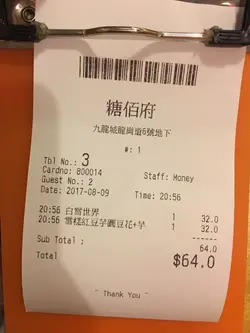 糖佰府
九龍城龍崗道6號地下
#: 1
Tbl No.: 3
Cardno: 800014 Staff: Money
Guest No.: 2
Date: 2017-08-09 Time: 20:56
20:56 白雪世界 1 32.0
20:56 雪糕紅豆芋圓豆花+芋 1 32.0
Sub Total : 64.0
Total $64.0
~ Thank You ~